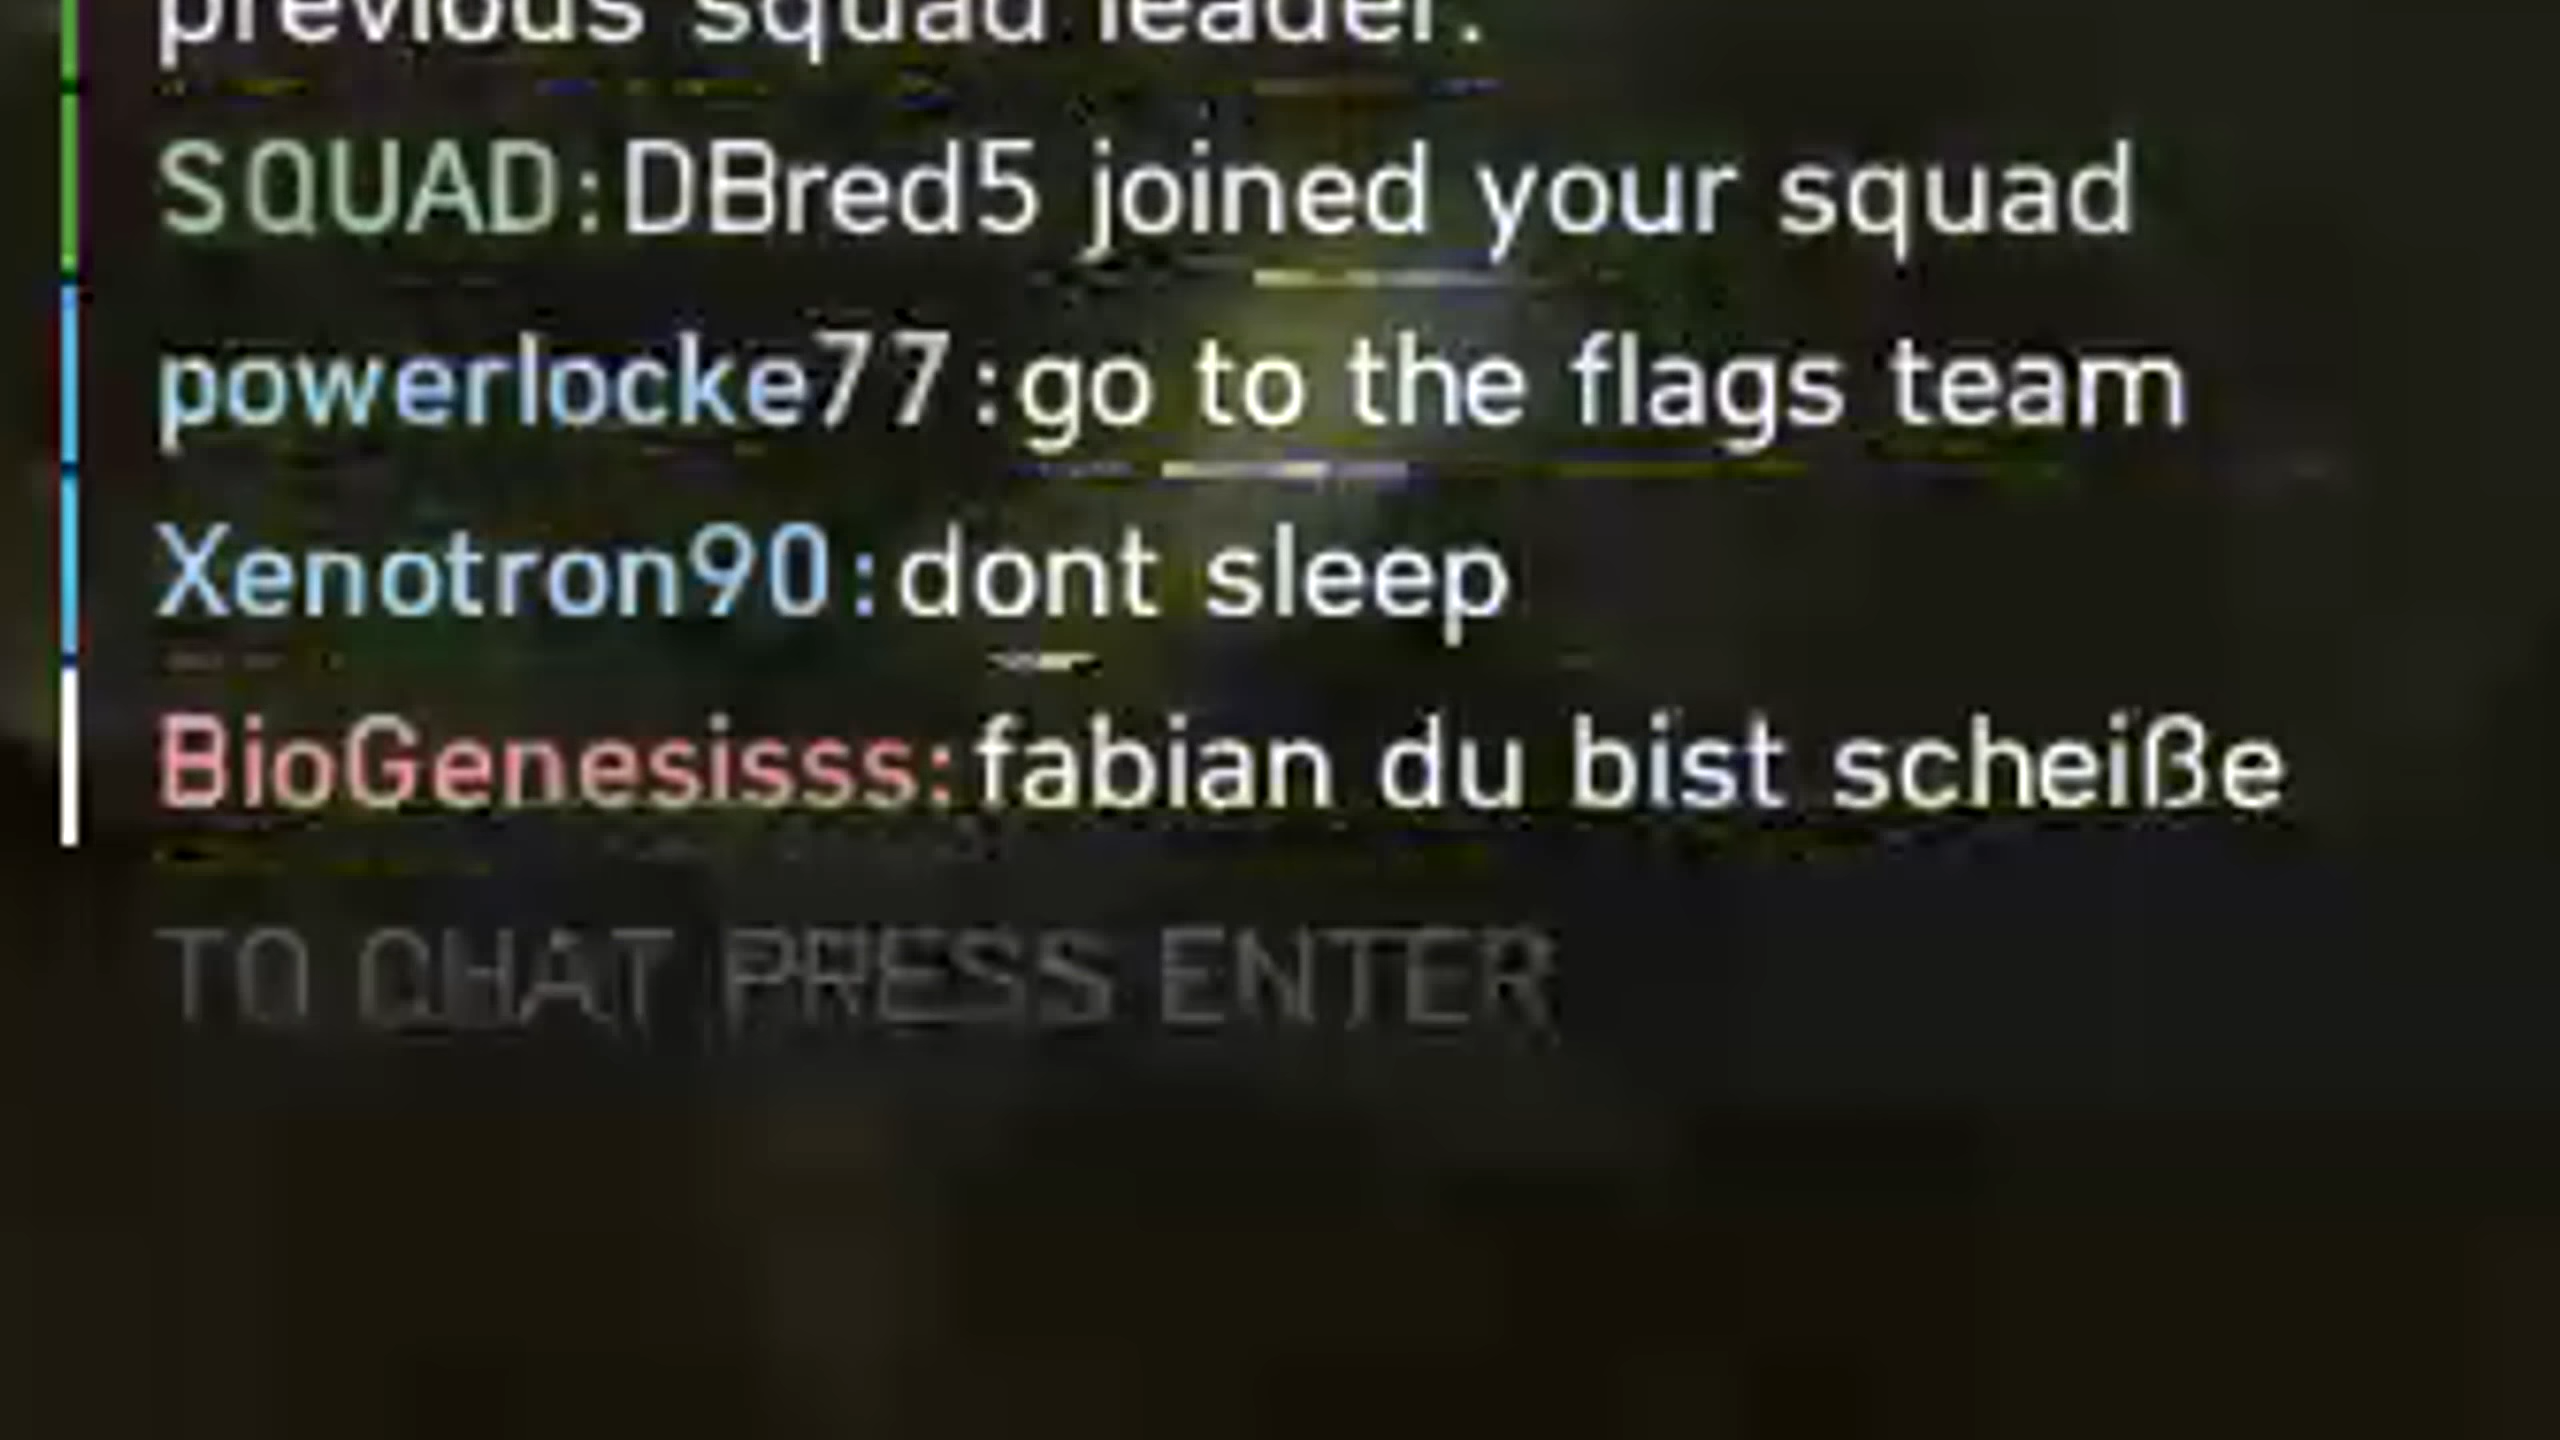 previous squad leader.
SQUAD:DBred5 joined your squad
powerlocke77:go to the flags team
Xenotron90:dont sleep
BioGenesisss:fabian du bist scheiße
TO CHAT PRESS ENTER